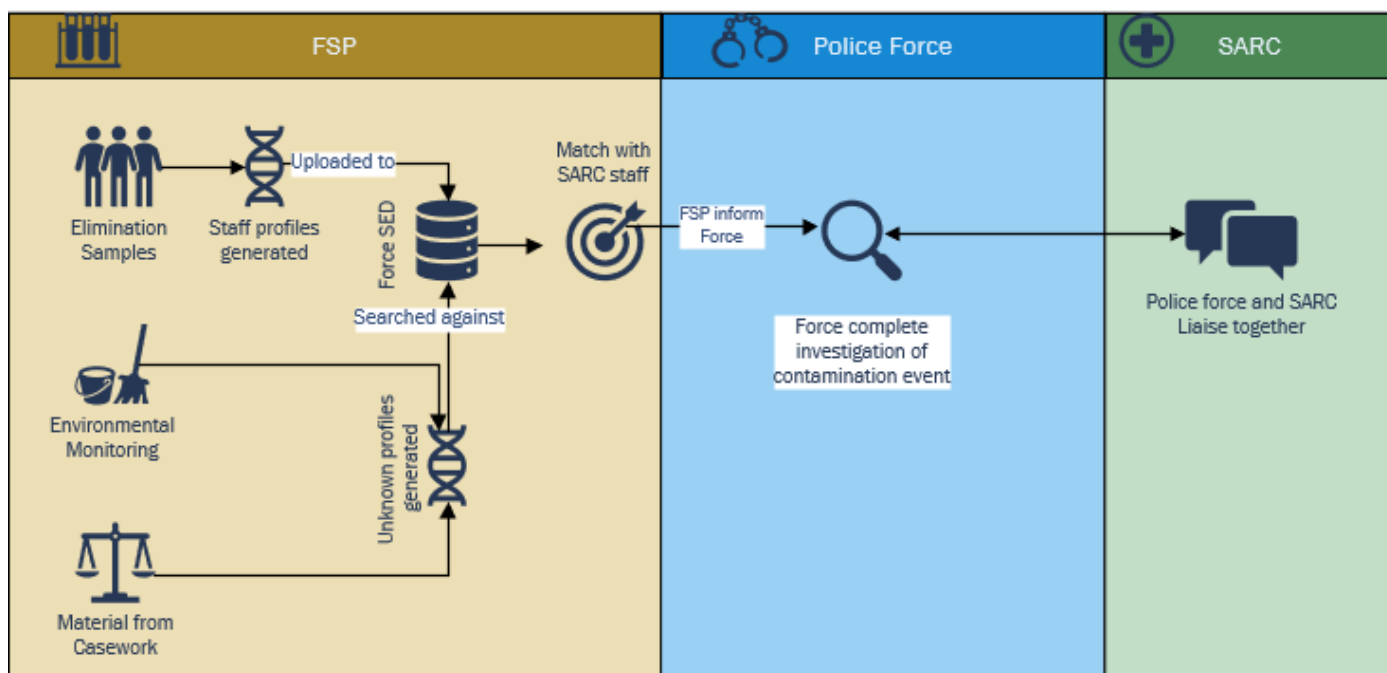 FSP
Police Force
SARC
Elimination
Samples
Staff profiles
generated
Uploaded to
Force SED
Match with
SARC staff
Searched against
Environmental
Monitoring
Unknown profiles
generated
Material from
Casework
FSP inform
Force
Force complete
investigation of
contamination event
Police force and SARC
Liaise together